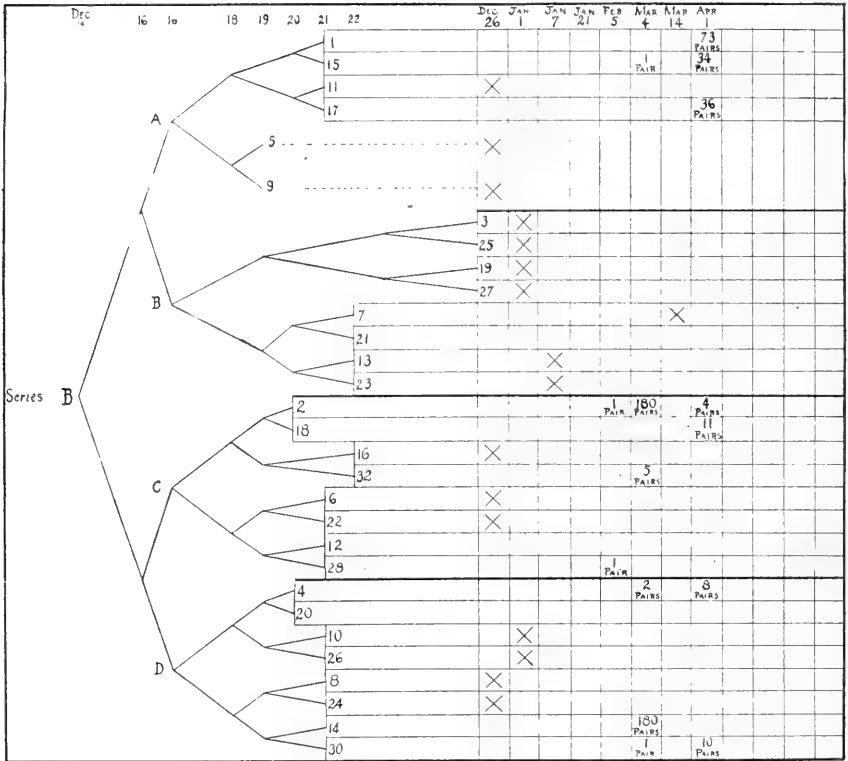 Dec 14 16 16 18 19 20 21 22 Dec 26 Jan 1 Jan 7 Jan 21 Feb 5 Mar 4 Mar 14 Apr 1
1 73 Pairs
15 1 Pair 34 Pairs
11 X
17 36 Pairs
A
5 X
9 X
3 X
25 X
19 X
27 X
B
7 X
21
13 X
23 X
Series B
2 1 Pair 180 Pairs 4 Pairs
18 11 Pairs
16 X
32 5 Pairs
C
6 X
22 X
12
28 1 Pair
4 2 Pairs 8 Pairs
20
10 X
26 X
D
8 X
24 X
14 180 Pairs
30 1 Pair 10 Pairs